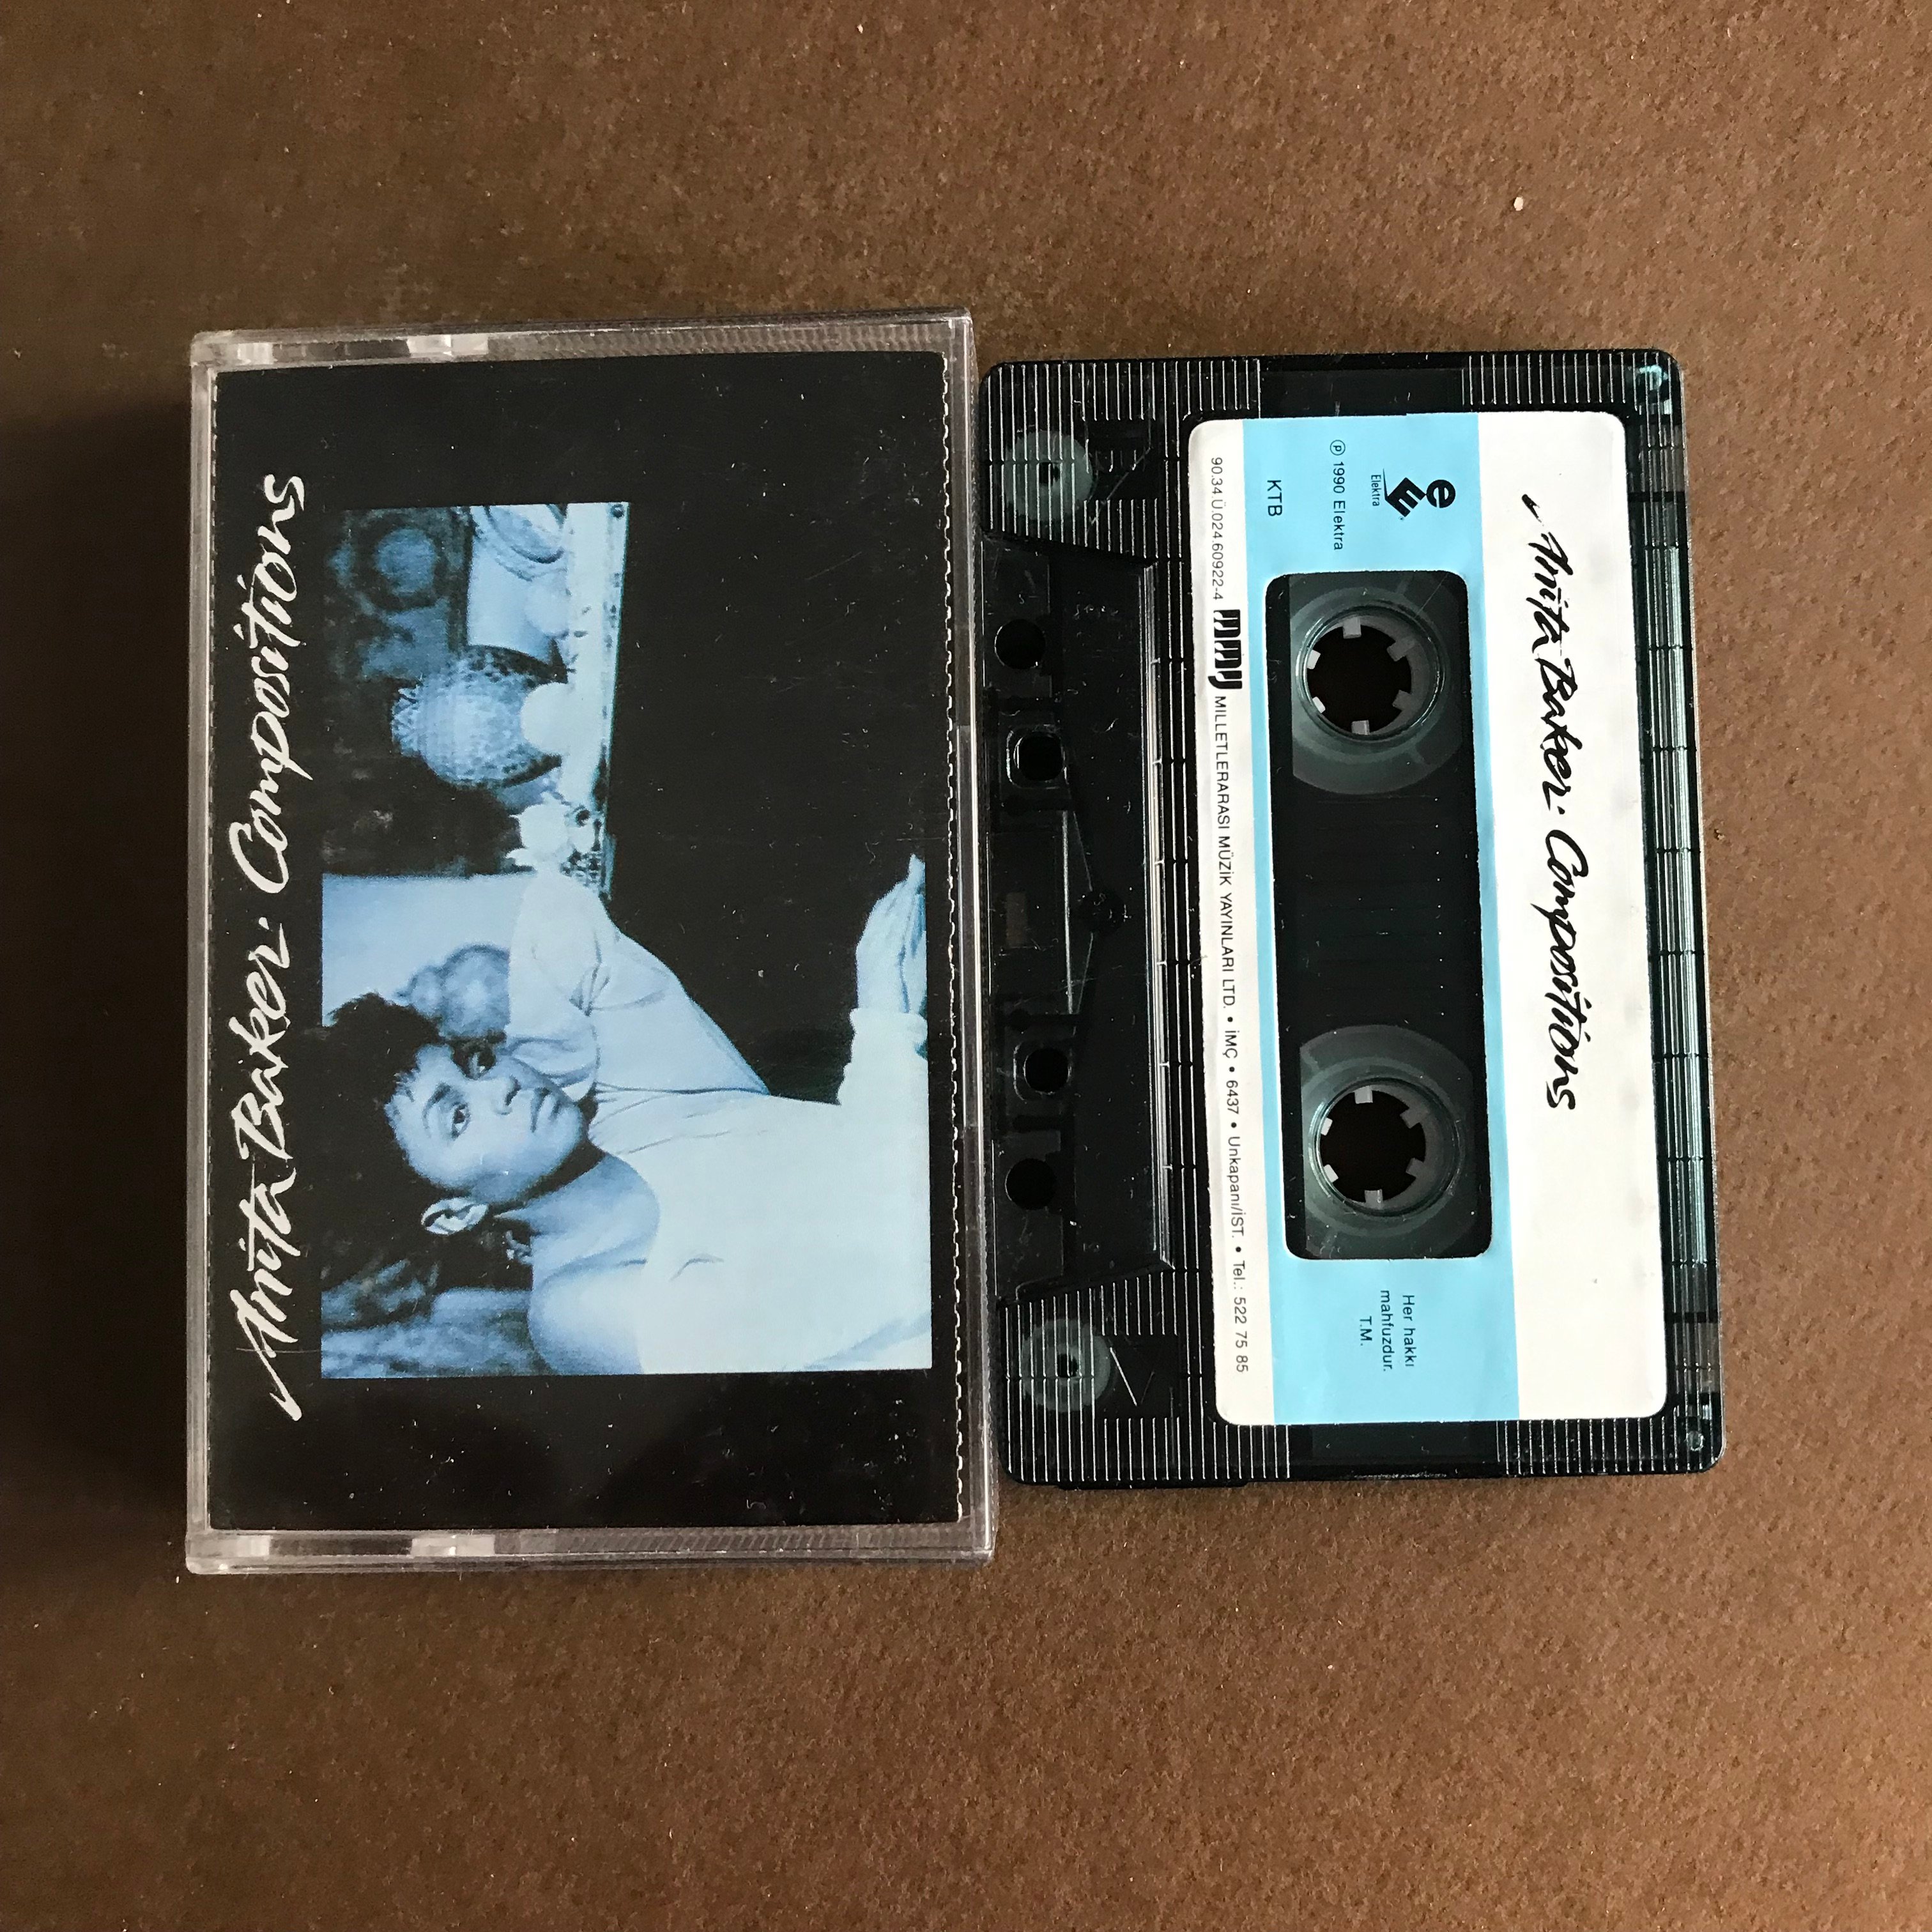 Anita Baker: Compositions
Anita Baker: Compositions
e
Elektra
℗ 1990 Elektra
KTB
Her hakkı
mahfuzdur.
T.M.
90.34.Ü.024.60922-4 MMY MİLLETLERARASI MÜZİK YAYINLARI LTD. • İMÇ • 6437 • Unkapanı/İST. • Tel.: 522 75 85